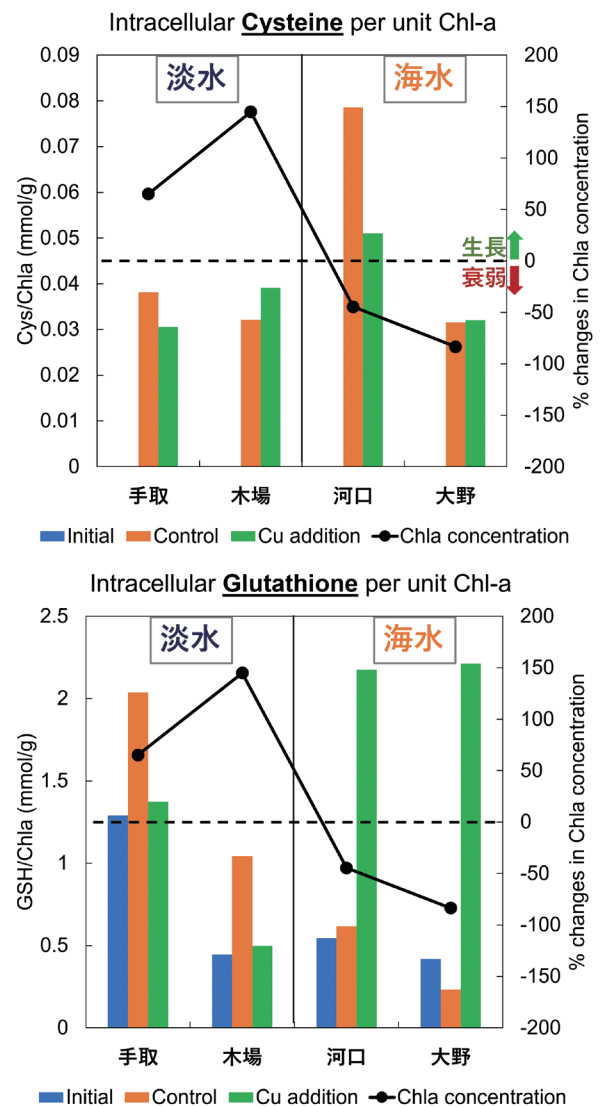 Intracellular Cysteine per unit Chl-a
0.09
0.08
0.07
0.06
0.05
0.04
0.03
0.02
0.01
0
Cys/Chla (mmol/g)
淡水
海水
生長
衰弱
200
150
100
50
0
-50
-100
-150
-200
% changes in Chla concentration
手取 木場 河口 大野
Initial Control Cu addition Chla concentration
Intracellular Glutathione per unit Chl-a
2.5
2
1.5
1
0.5
0
GSH/Chla (mmol/g)
淡水
海水
200
150
100
50
0
-50
-100
-150
-200
% changes in Chla concentration
手取 木場 河口 大野
Initial Control Cu addition Chla concentration